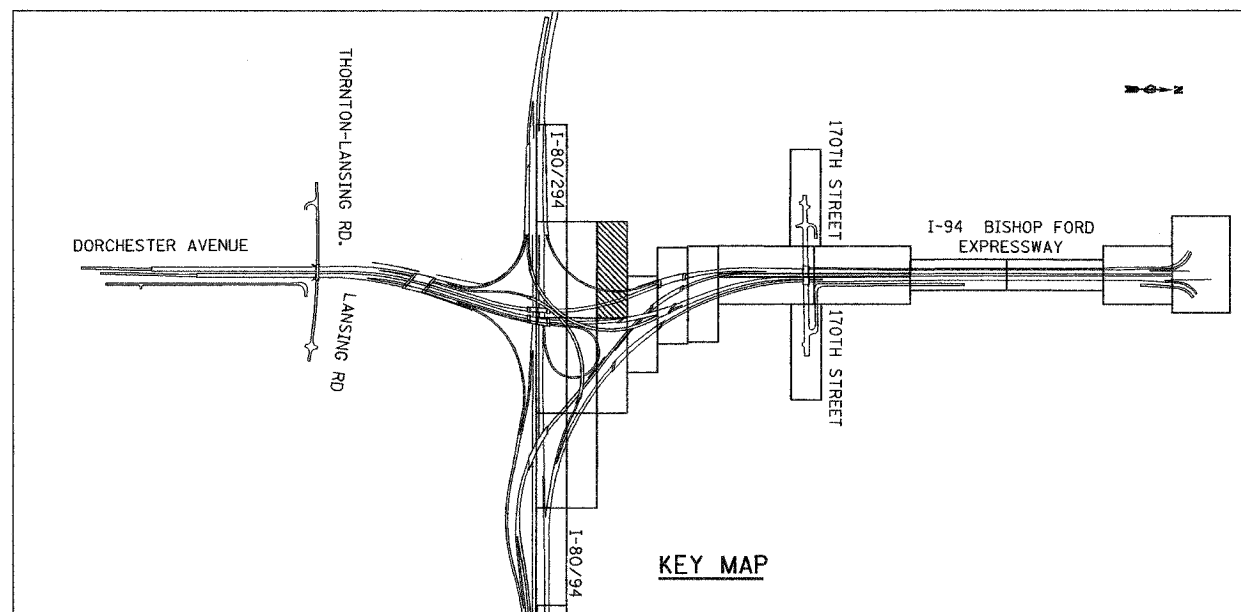 THORNTON-LANSING RD.
I-80/294
170TH STREET
N
DORCHESTER AVENUE
I-94 BISHOP FORD
EXPRESSWAY
LANSING RD
170TH STREET
I-80/94
KEY MAP